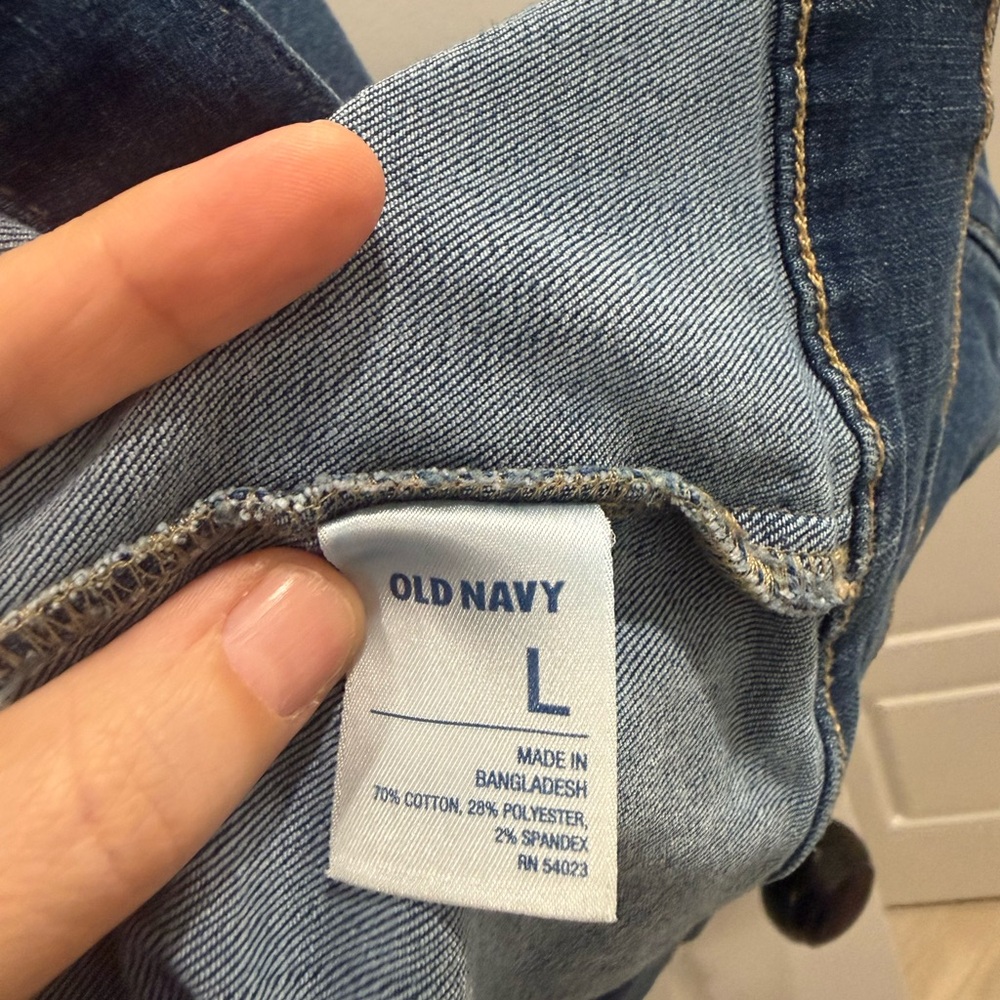 OLD NAVY
L
MADE IN
BANGLADESH
70% COTTON, 28% POLYESTER,
2% SPANDEX
RN 54023